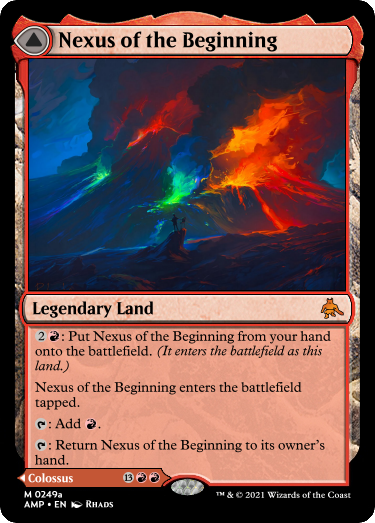 Nexus of the Beginning
Legendary Land
2R: Put Nexus of the Beginning from your hand
onto the battlefield. (It enters the battlefield as this
land.)
Nexus of the Beginning enters the battlefield
tapped.
: Add R.
: Return Nexus of the Beginning to its owner's
hand.
Colossus 13RR
M 0249a
AMP • EN Rhads
™ & © 2021 Wizards of the Coast